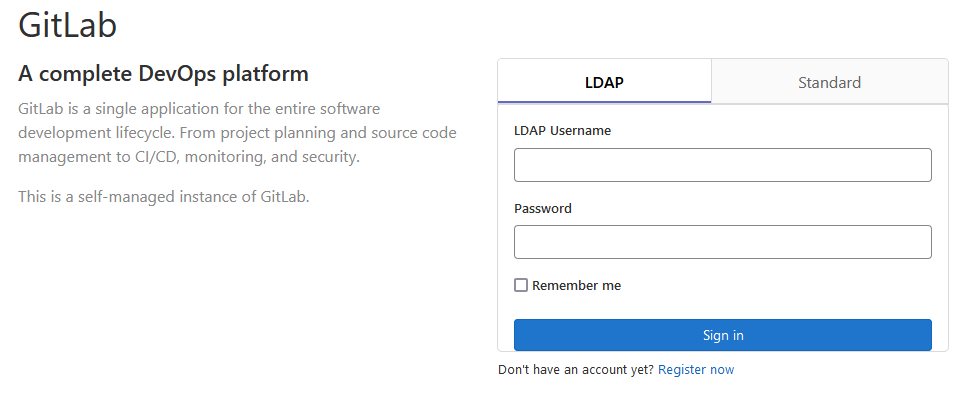 GitLab
A complete DevOps platform
GitLab is a single application for the entire software
development lifecycle. From project planning and source code
management to CI/CD, monitoring, and security.
This is a self-managed instance of GitLab.
LDAP
Standard
LDAP Username
Password
Remember me
Sign in
Don't have an account yet? Register now